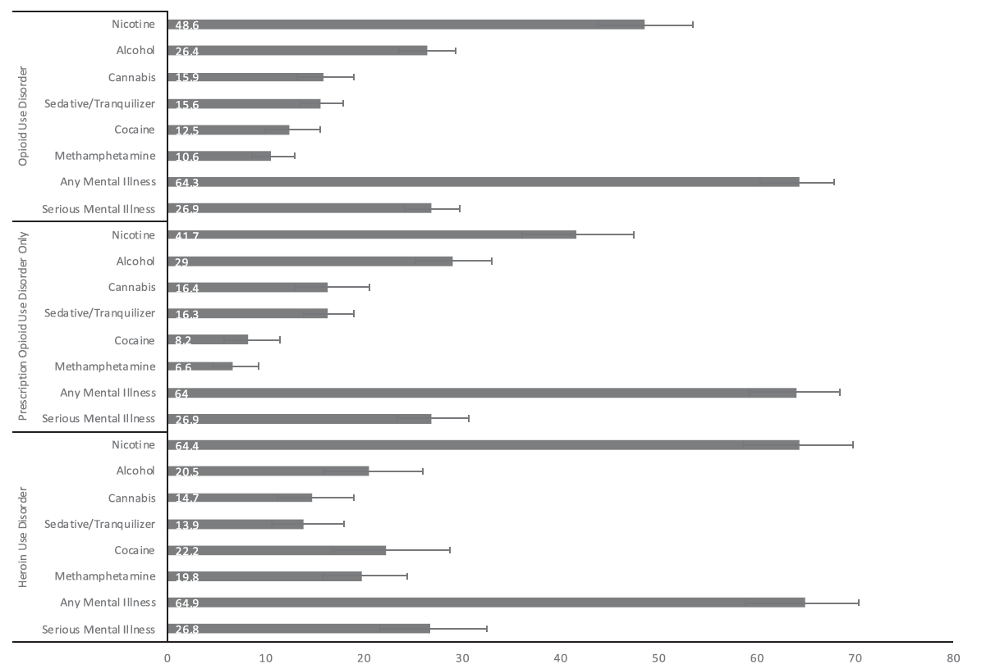 Opioid Use Disorder
Nicotine 48.6
Alcohol 26.4
Cannabis 15.9
Sedative/Tranquilizer 15.6
Cocaine 12.5
Methamphetamine 10.6
Any Mental Illness 64.3
Serious Mental Illness 26.9
Prescription Opioid Use Disorder Only
Nicotine 41.7
Alcohol 29
Cannabis 16.4
Sedative/Tranquilizer 16.3
Cocaine 8.2
Methamphetamine 6.6
Any Mental Illness 64
Serious Mental Illness 26.9
Heroin Use Disorder
Nicotine 64.4
Alcohol 20.5
Cannabis 14.7
Sedative/Tranquilizer 13.9
Cocaine 22.2
Methamphetamine 19.8
Any Mental Illness 64.9
Serious Mental Illness 26.8
0 10 20 30 40 50 60 70 80